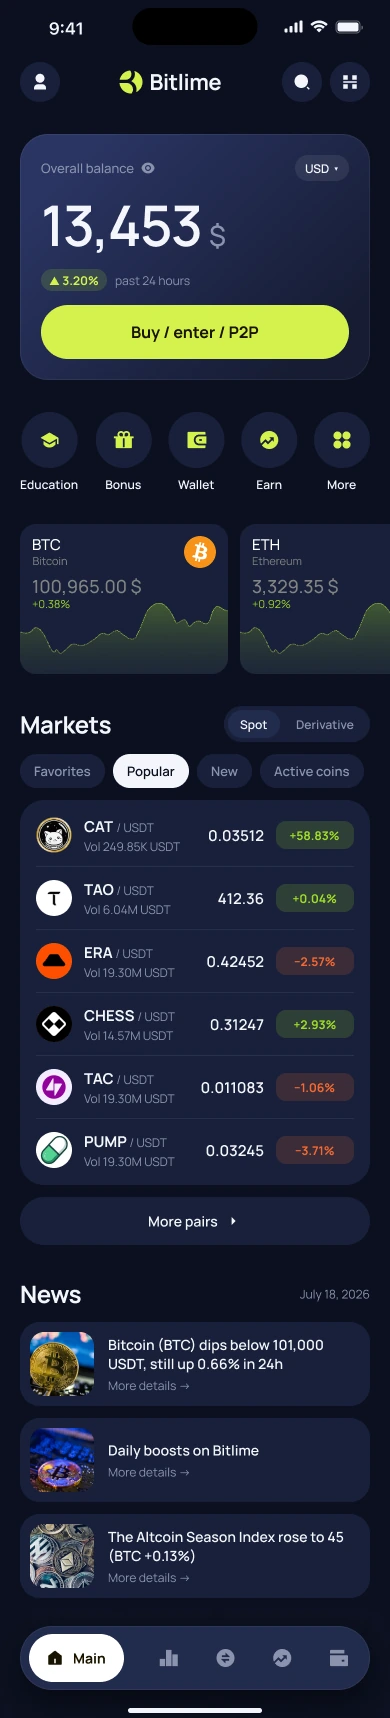 9:41
Bitlime
Overall balance
USD
13,453 $
▲ 3.20% past 24 hours
Buy / enter / P2P
Education Bonus Wallet Earn More
BTC
Bitcoin
100,965.00 $
+0.38%
ETH
Ethereum
3,329.35 $
+0.92%
Markets
Spot Derivative
Favorites Popular New Active coins
CAT / USDT 0.03512 +58.83%
Vol 249.85K USDT
TAO / USDT 412.36 +0.04%
Vol 6.04M USDT
ERA / USDT 0.42452 −2.57%
Vol 19.30M USDT
CHESS / USDT 0.31247 +2.93%
Vol 14.57M USDT
TAC / USDT 0.011083 −1.06%
Vol 19.30M USDT
PUMP / USDT 0.03245 −3.71%
Vol 19.30M USDT
More pairs
News July 18, 2026
Bitcoin (BTC) dips below 101,000
USDT, still up 0.66% in 24h
More details →
Daily boosts on Bitlime
More details →
The Altcoin Season Index rose to 45
(BTC +0.13%)
More details →
Main